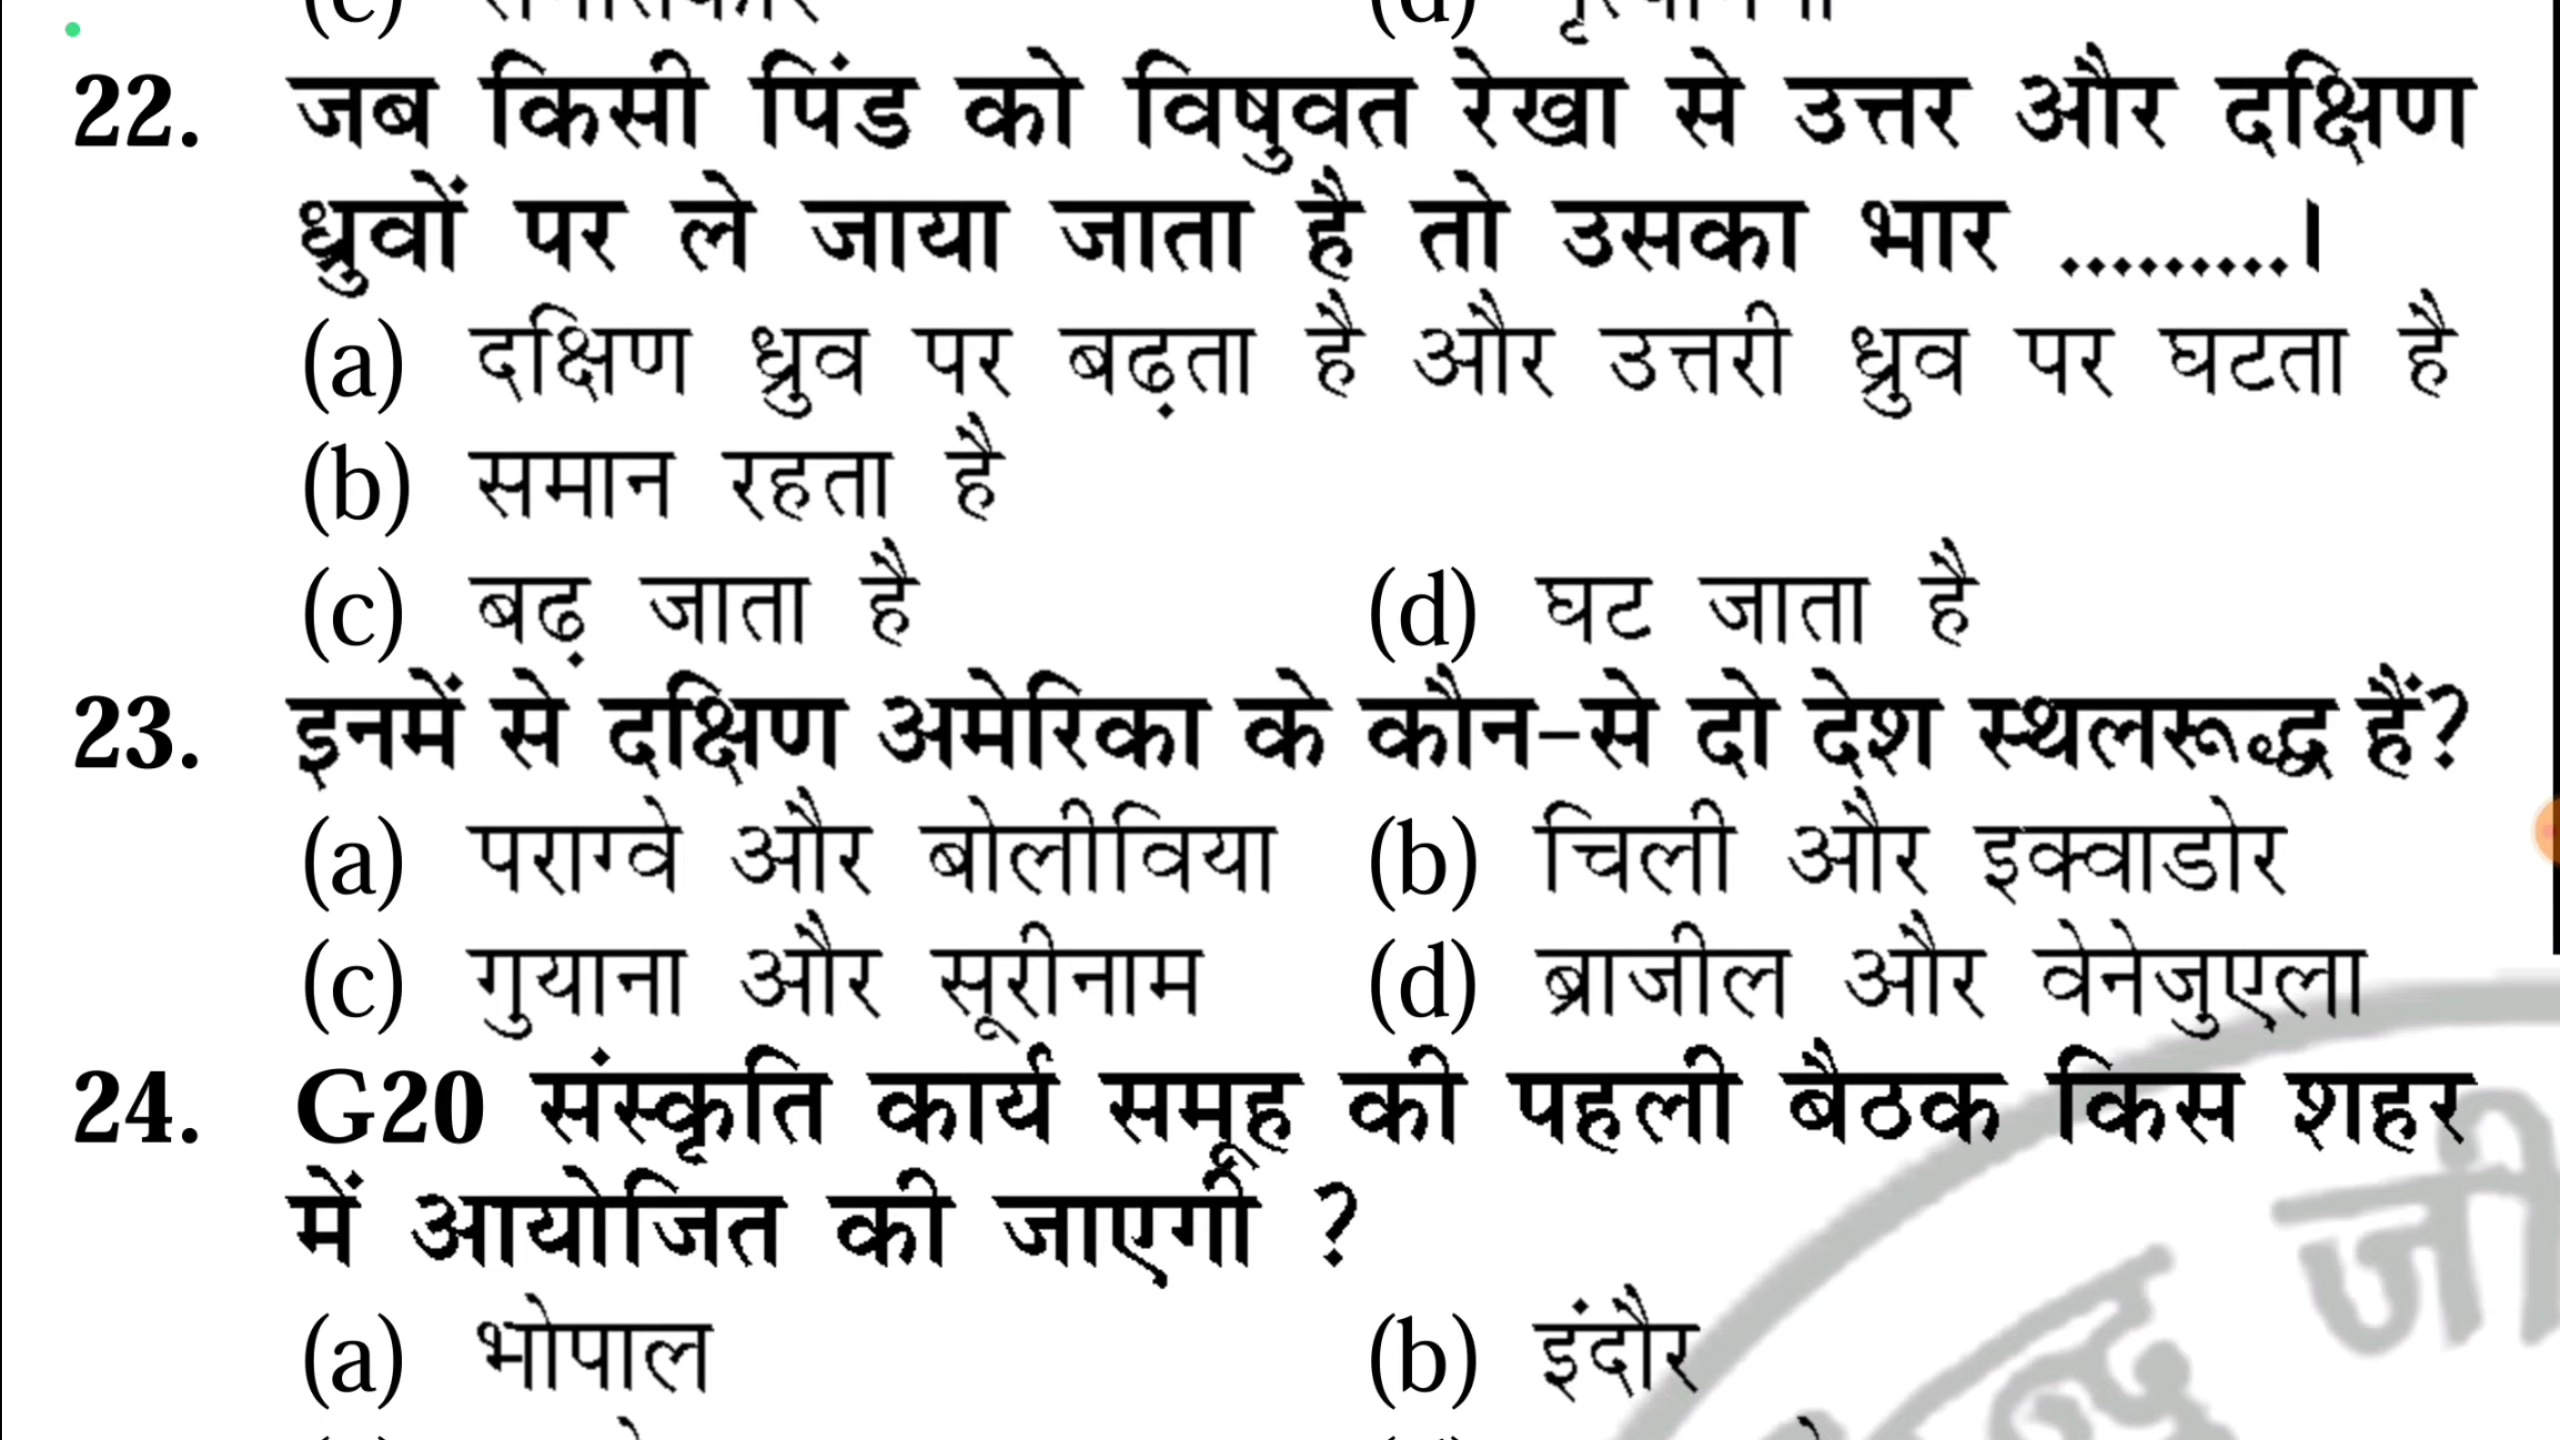 22. जब किसी पिंड को विषुवत रेखा से उत्तर और दक्षिण
ध्रुवों पर ले जाया जाता है तो उसका भार .........।
(a) दक्षिण ध्रुव पर बढ़ता है और उत्तरी ध्रुव पर घटता है
(b) समान रहता है
(c) बढ़ जाता है (d) घट जाता है
23. इनमें से दक्षिण अमेरिका के कौन-से दो देश स्थलरूद्ध हैं?
(a) पराग्वे और बोलीविया (b) चिली और इक्वाडोर
(c) गुयाना और सूरीनाम (d) ब्राजील और वेनेजुएला
24. G20 संस्कृति कार्य समूह की पहली बैठक किस शहर
में आयोजित की जाएगी ?
(a) भोपाल (b) इंदौर